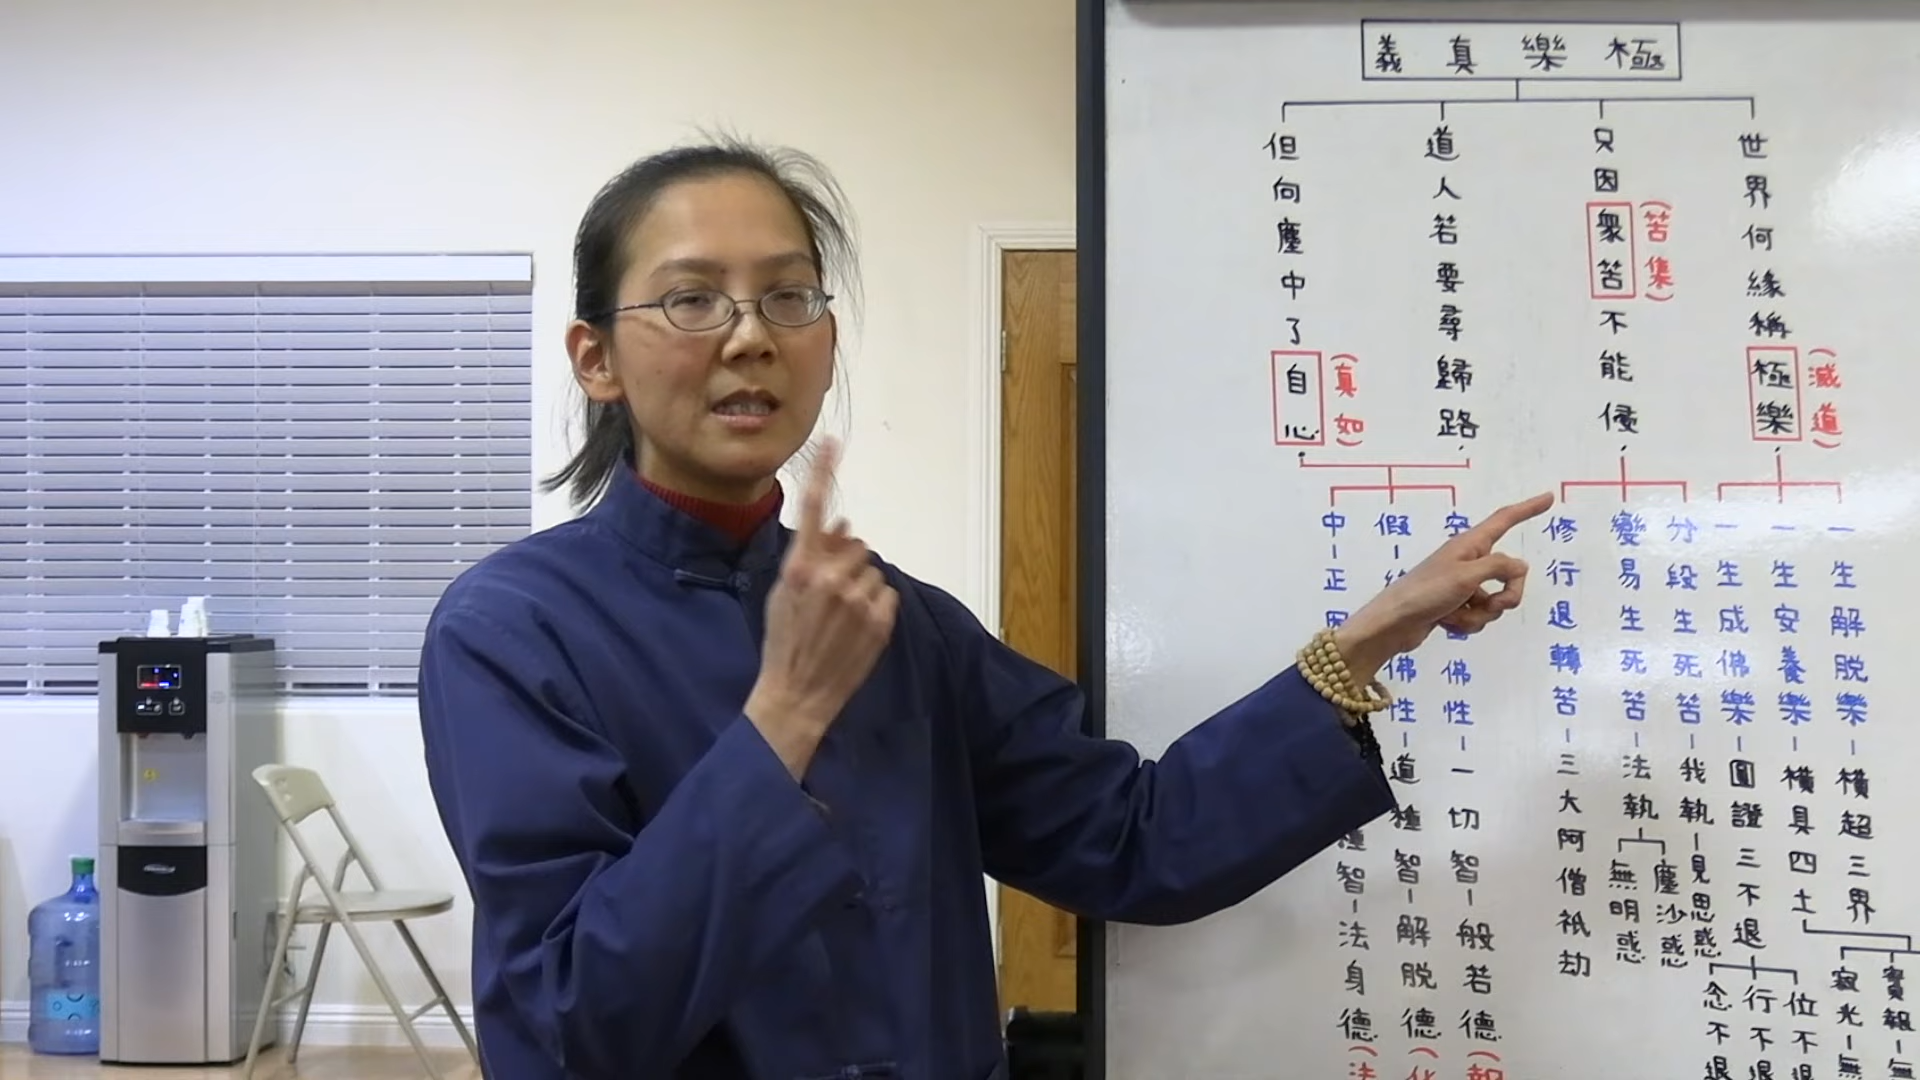 極樂真義
世界何緣稱極樂
(滅道)
只因眾苦不能侵
(苦集)
道人若要尋歸路
但向塵中了自心
(真如)
一生解脫樂－橫超三界
一生安養樂－橫具四土
實報－無
寂光－無
一生成佛樂－圓證三不退
位不退
行不退
念不退
分段生死苦－我執－見思惑
變易生死苦－法執
塵沙惑
無明惑
修行退轉苦－三大阿僧祇劫
空
佛性－一切智－般若德(報
假－
佛性－道種智－解脫德(化
中－正因
種智－法身德(法